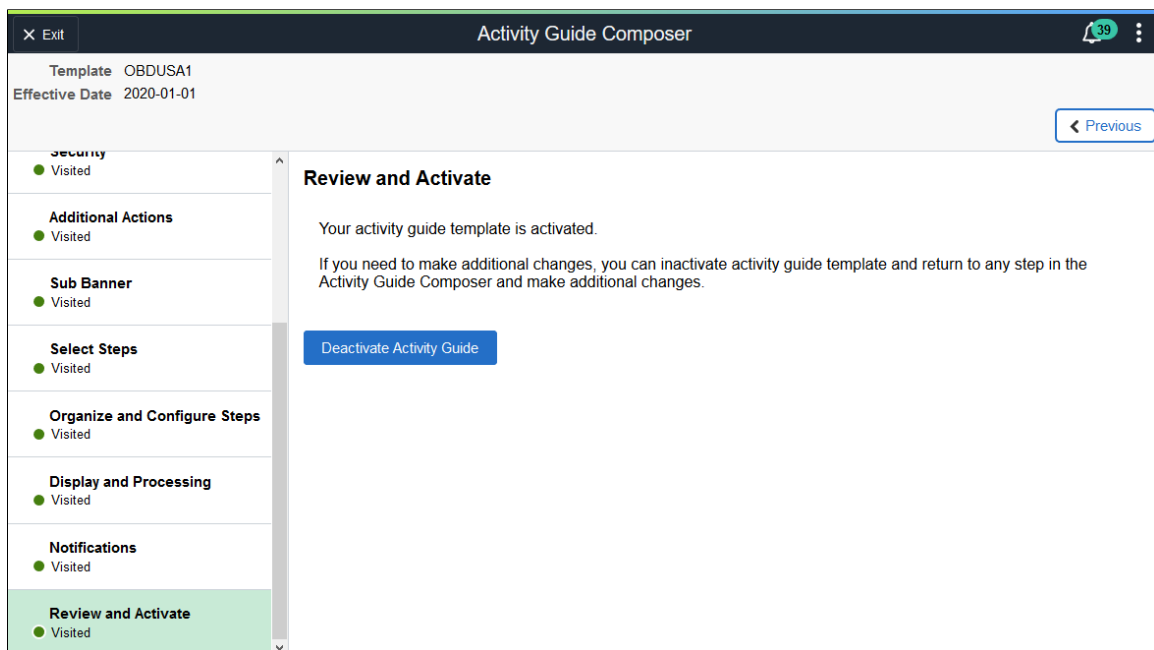 Exit
Activity Guide Composer
39
Template OBDUSA1
Effective Date 2020-01-01
Previous
Security
Visited
Additional Actions
Visited
Sub Banner
Visited
Select Steps
Visited
Organize and Configure Steps
Visited
Display and Processing
Visited
Notifications
Visited
Review and Activate
Visited
Review and Activate
Your activity guide template is activated.
If you need to make additional changes, you can inactivate activity guide template and return to any step in the
Activity Guide Composer and make additional changes.
Deactivate Activity Guide